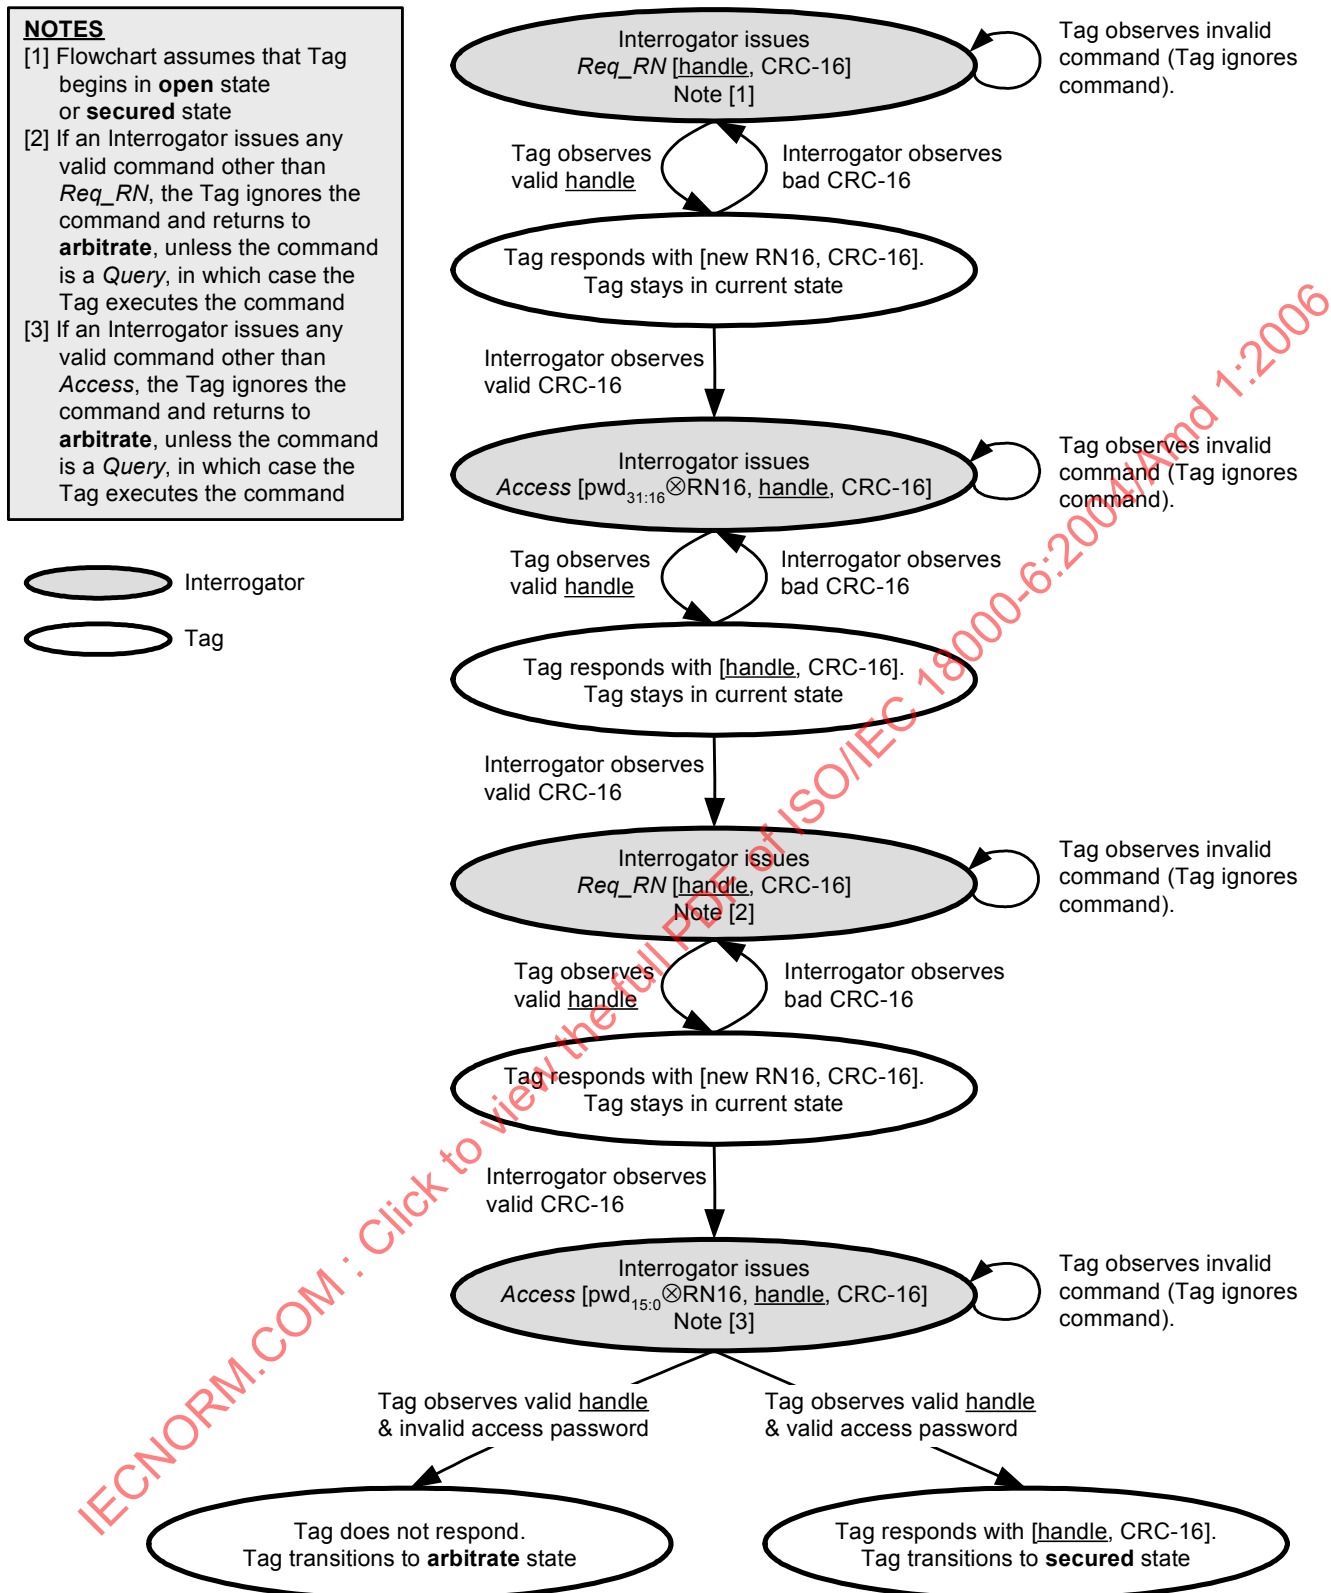 NOTES
[1] Flowchart assumes that Tag
begins in open state
or secured state
[2] If an Interrogator issues any
valid command other than
Req_RN, the Tag ignores the
command and returns to
arbitrate, unless the command
is a Query, in which case the
Tag executes the command
[3] If an Interrogator issues any
valid command other than
Access, the Tag ignores the
command and returns to
arbitrate, unless the command
is a Query, in which case the
Tag executes the command
Interrogator
Tag
Interrogator issues
Req_RN [handle, CRC-16]
Note [1]
Tag observes invalid
command (Tag ignores
command).
Tag observes
valid handle
Interrogator observes
bad CRC-16
Tag responds with [new RN16, CRC-16].
Tag stays in current state
Interrogator observes
valid CRC-16
Interrogator issues
Access [pwd31:16⊗RN16, handle, CRC-16]
Tag observes invalid
command (Tag ignores
command).
Tag observes
valid handle
Interrogator observes
bad CRC-16
Tag responds with [handle, CRC-16].
Tag stays in current state
Interrogator observes
valid CRC-16
Interrogator issues
Req_RN [handle, CRC-16]
Note [2]
Tag observes invalid
command (Tag ignores
command).
Tag observes
valid handle
Interrogator observes
bad CRC-16
Tag responds with [new RN16, CRC-16].
Tag stays in current state
Interrogator observes
valid CRC-16
Interrogator issues
Access [pwd15:0⊗RN16, handle, CRC-16]
Note [3]
Tag observes invalid
command (Tag ignores
command).
Tag observes valid handle
& invalid access password
Tag observes valid handle
& valid access password
Tag does not respond.
Tag transitions to arbitrate state
Tag responds with [handle, CRC-16].
Tag transitions to secured state
IECNORM.COM : Click to view the full PDF of ISO/IEC 18000-6:2004/Amd 1:2006